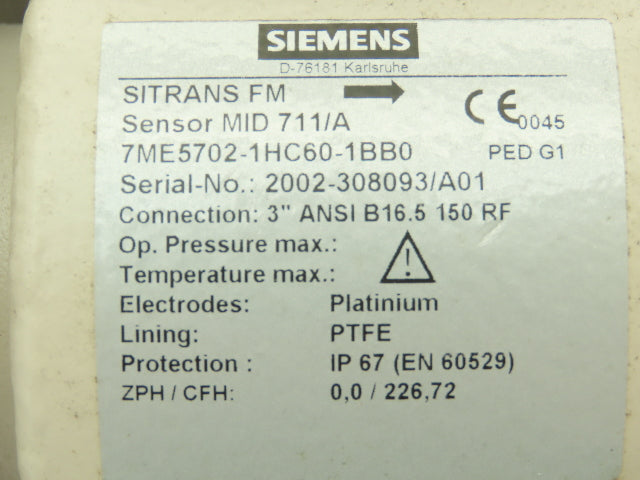 SIEMENS
D-76181 Karlsruhe
SITRANS FM
Sensor MID 711/A
CE 0045
7ME5702-1HC60-1BB0 PED G1
Serial-No.: 2002-308093/A01
Connection: 3" ANSI B16.5 150 RF
Op. Pressure max.:
Temperature max.:
!
Electrodes: Platinium
Lining: PTFE
Protection : IP 67 (EN 60529)
ZPH / CFH: 0,0 / 226,72